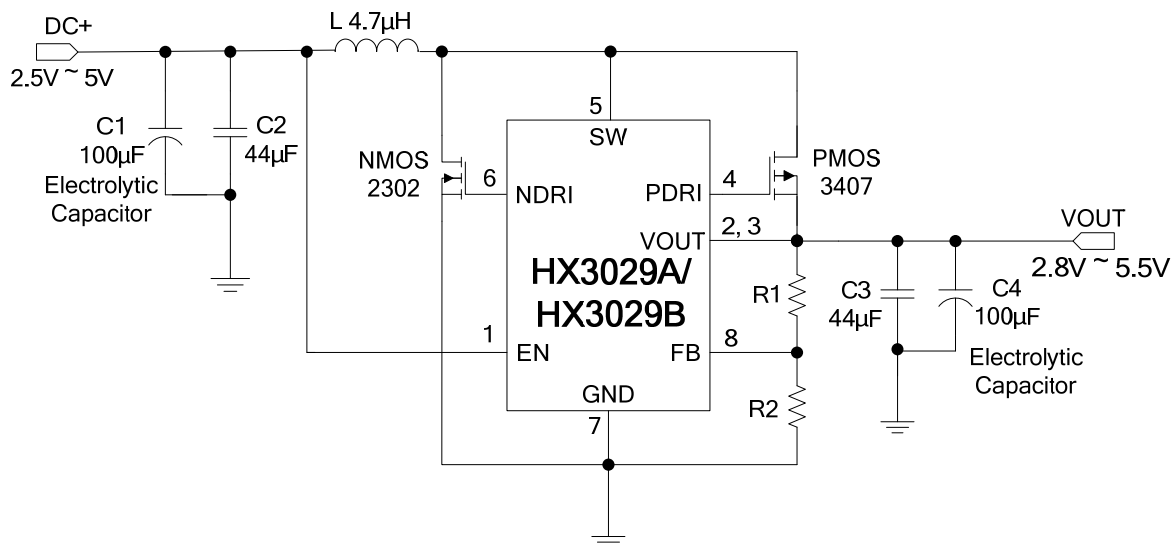 DC+
2.5V ~ 5V
L 4.7µH
C1
100µF
Electrolytic
Capacitor
C2
44µF
NMOS
2302
6
NDRI
5
SW
PDRI
4
PMOS
3407
VOUT
2, 3
HX3029A/
HX3029B
1
EN
FB
8
GND
7
R1
R2
C3
44µF
C4
100µF
Electrolytic
Capacitor
VOUT
2.8V ~ 5.5V